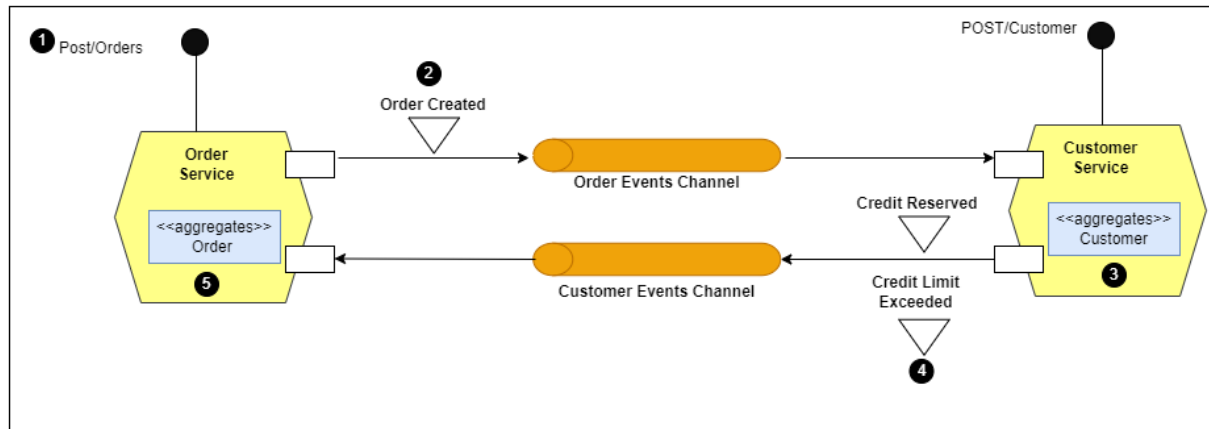 1 Post/Orders
POST/Customer
2
Order Created
Order
Service
Customer
Service
Order Events Channel
Credit Reserved
<<aggregates>>
Order
<<aggregates>>
Customer
5
3
Customer Events Channel
Credit Limit
Exceeded
4